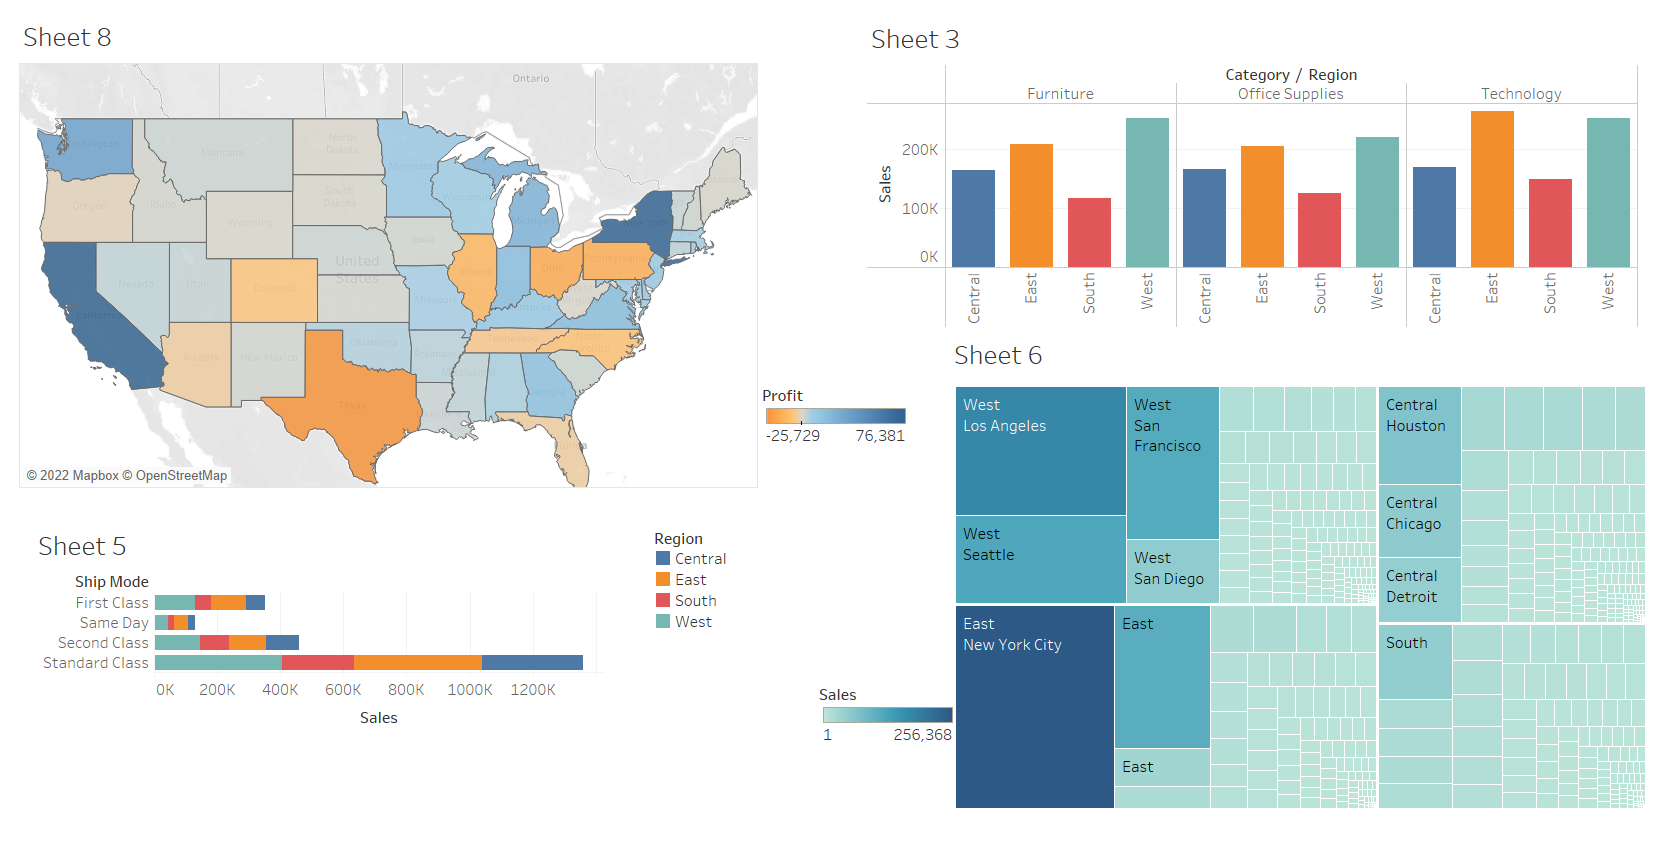 Sheet 8
Ontario
Washington
Montana
North
Dakota
Minnesota
Oregon
Idaho
South
Dakota
Wisconsin
Michigan
Maine
New York
Wyoming
Iowa
Nevada
Utah
Colorado
United
States
Illinois
Ohio
Pennsylvania
Missouri
Kentucky
California
Arizona
New Mexico
Oklahoma
Arkansas
Tennessee
North
Carolina
Mississippi
Georgia
Texas
© 2022 Mapbox © OpenStreetMap
Profit
-25,729 76,381
Sheet 3
Category / Region
Furniture Office Supplies Technology
Sales
200K
100K
0K
Central East South West Central East South West Central East South West
Sheet 5
Ship Mode
First Class
Same Day
Second Class
Standard Class
0K 200K 400K 600K 800K 1000K 1200K
Sales
Region
Central
East
South
West
Sheet 6
West
Los Angeles
West
San
Francisco
West
Seattle
West
San Diego
Central
Houston
Central
Chicago
Central
Detroit
East
New York City
East
East
South
Sales
1 256,368